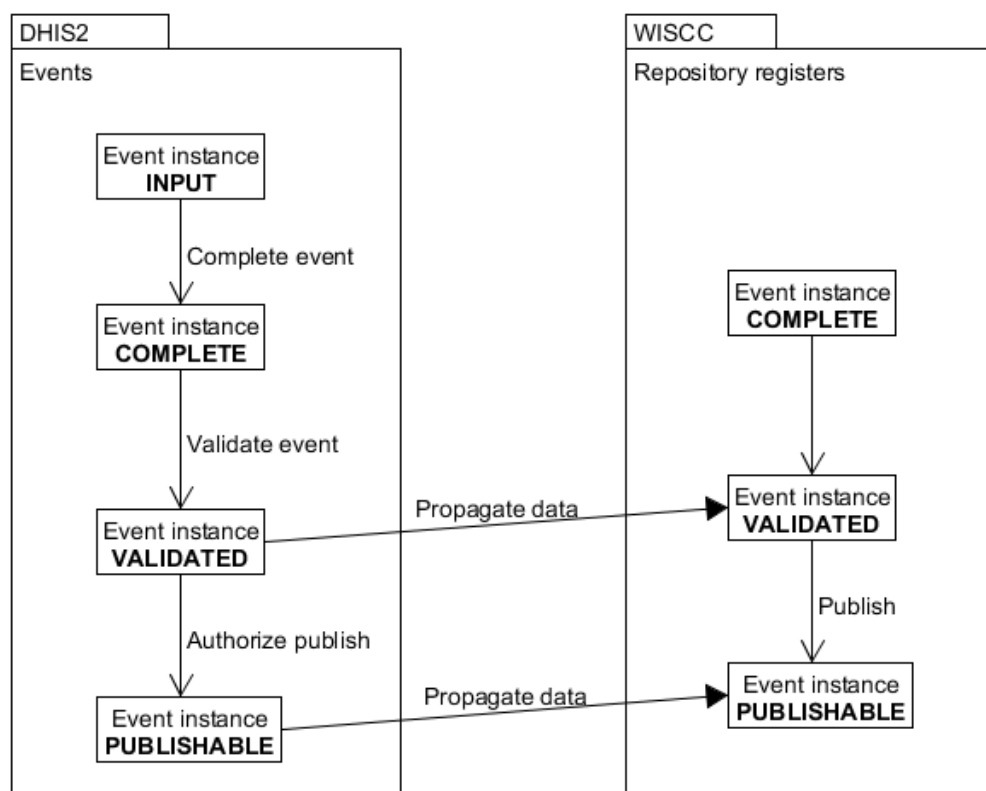 DHIS2
Events
Event instance
INPUT
Complete event
Event instance
COMPLETE
Validate event
Event instance
VALIDATED
Authorize publish
Event instance
PUBLISHABLE
Propagate data
Propagate data
WISCC
Repository registers
Event instance
COMPLETE
Event instance
VALIDATED
Publish
Event instance
PUBLISHABLE